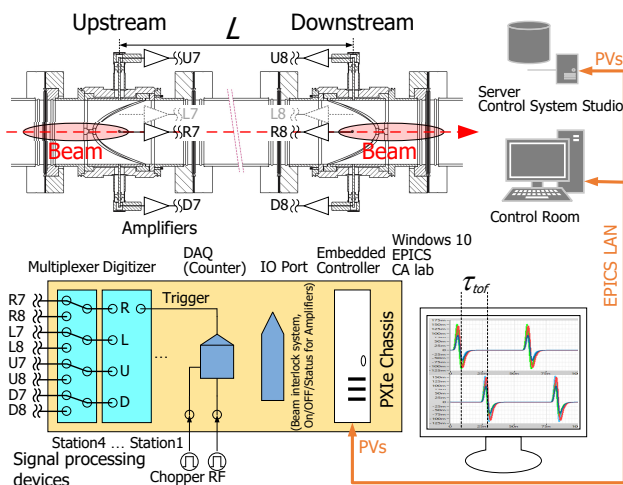 Upstream
L
Downstream
U7
U8
L7
L8
R7
R8
Beam
Beam
D7
D8
Amplifiers
PVs
Server
Control System Studio
Control Room
EPICS LAN
Multiplexer
Digitizer
DAQ
(Counter)
IO Port
Embedded
Controller
Windows 10
EPICS
CA lab
R7
R8
L7
L8
U7
U8
D7
D8
R
L
U
D
Trigger
...
(Beam interlock system,
On/OFF/Status for Amplifiers)
PXIe Chassis
τtof
Station4 ... Station1
Signal processing
devices
Chopper
RF
PVs